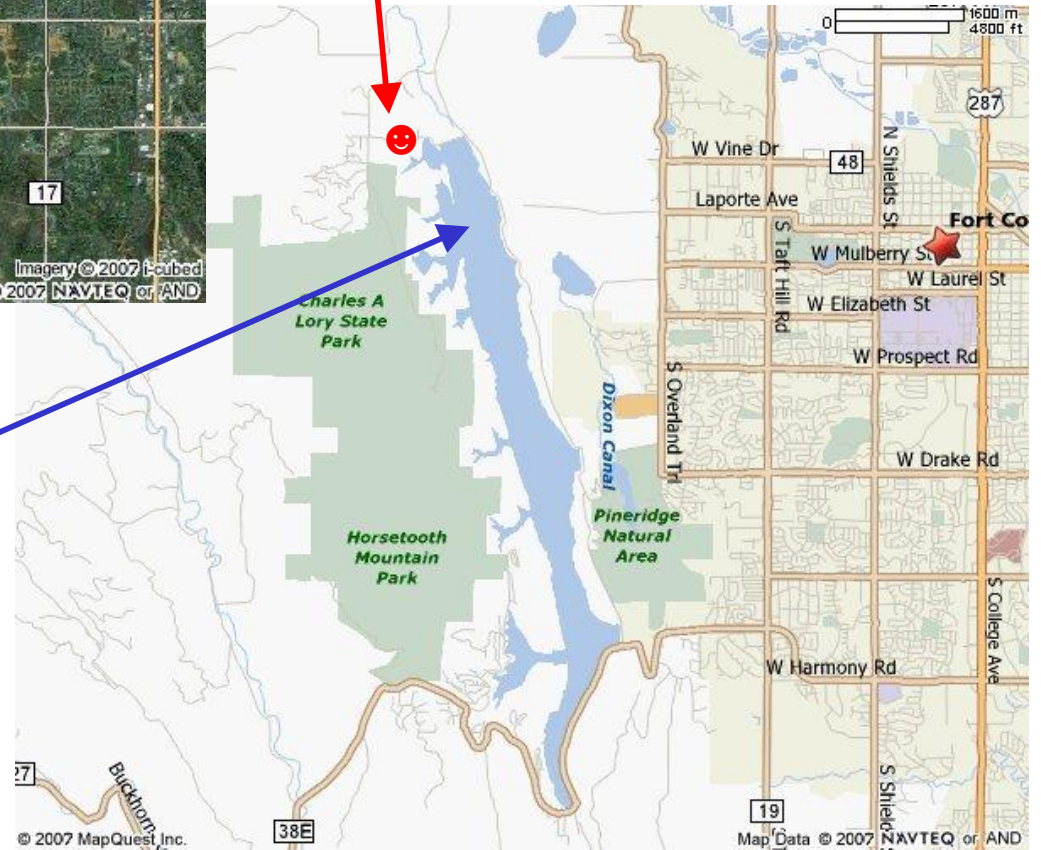 17
Imagery © 2007 i-cubed
2007 NAVTEQ or AND
0
1600 m
4800 ft
287
W Vine Dr
48
N Shields St
Laporte Ave
Fort Co
S Taft Hill Rd
W Mulberry St
W Laurel St
W Elizabeth St
Charles A
Lory State
Park
W Prospect Rd
S Overland Trl
Dixon Canal
W Drake Rd
Pineridge
Natural
Area
Horsetooth
Mountain
Park
S College Ave
W Harmony Rd
27
Buckhorn
S Shields
38E
19
© 2007 MapQuest Inc.
Map Data © 2007 NAVTEQ or AND